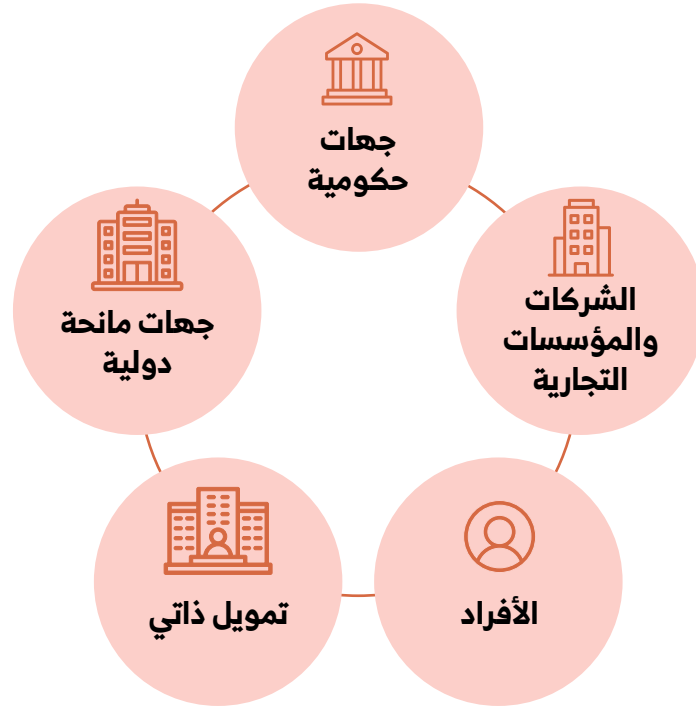 جهات
حكومية
الشركات
والمؤسسات
التجارية
جهات مانحة
دولية
الأفراد
تمويل ذاتي